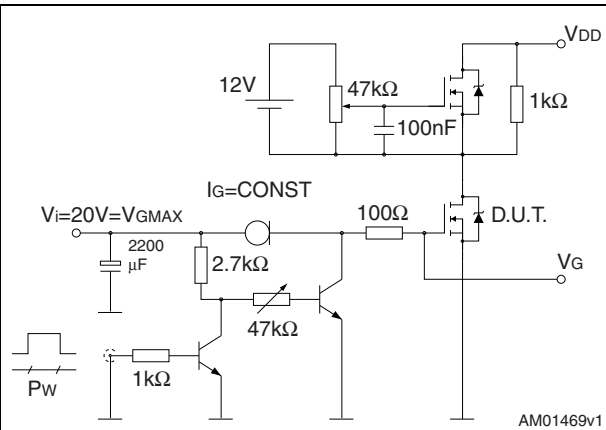 VDD
12V
47kΩ
1kΩ
100nF
IG=CONST
Vi=20V=VGMAX
100Ω
D.U.T.
2200
μF
2.7kΩ
VG
47kΩ
1kΩ
PW
AM01469v1